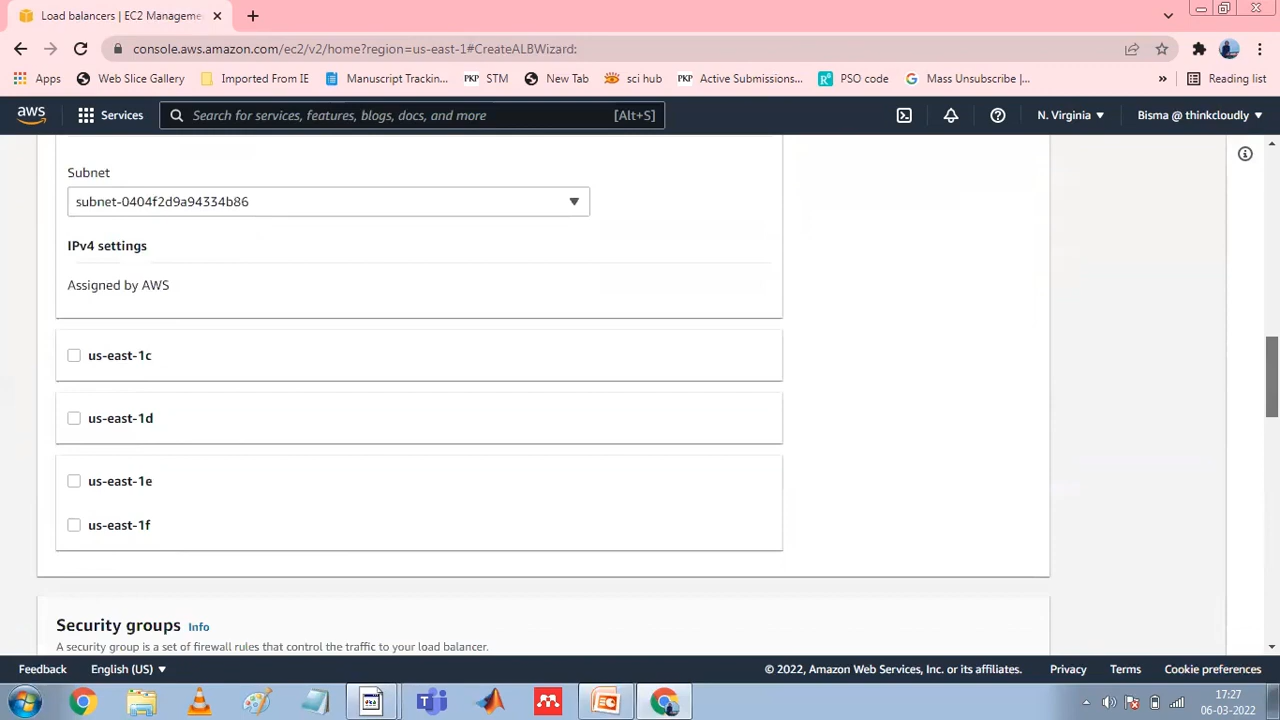 Load balancers | EC2 Manageme
console.aws.amazon.com/ec2/v2/home?region=us-east-1#CreateALBWizard:
Apps Web Slice Gallery Imported From IE Manuscript Trackin... PKP STM New Tab sci hub PKP Active Submissions... PSO code Mass Unsubscribe |... » Reading list
aws Services Search for services, features, blogs, docs, and more [Alt+S] N. Virginia Bisma @ thinkcloudly
Subnet
subnet-0404f2d9a94334b86
IPv4 settings
Assigned by AWS
us-east-1c
us-east-1d
us-east-1e
us-east-1f
Security groups Info
A security group is a set of firewall rules that control the traffic to your load balancer.
Feedback English (US) © 2022, Amazon Web Services, Inc. or its affiliates. Privacy Terms Cookie preferences
17:27
06-03-2022